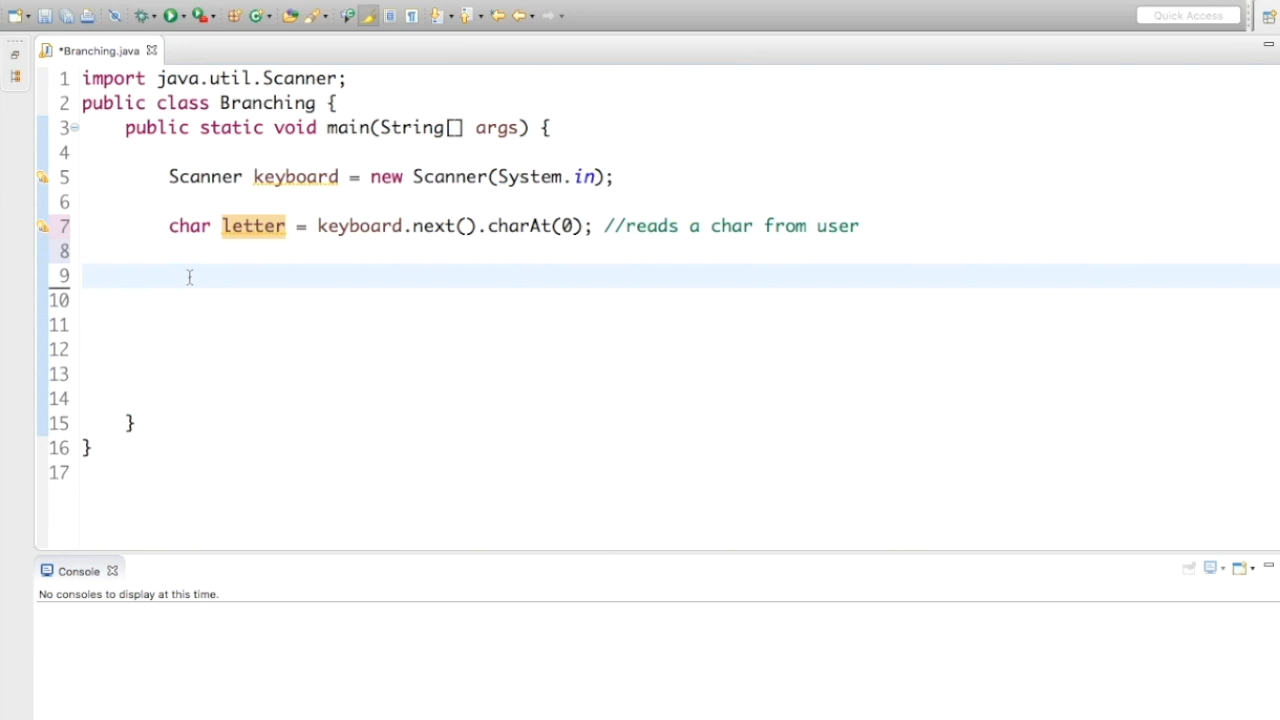 Quick Access
*Branching.java
1 import java.util.Scanner;
2 public class Branching {
3 public static void main(String[] args) {
4
5 Scanner keyboard = new Scanner(System.in);
6
7 char letter = keyboard.next().charAt(0); //reads a char from user
8
9
10
11
12
13
14
15 }
16 }
17
Console
No consoles to display at this time.